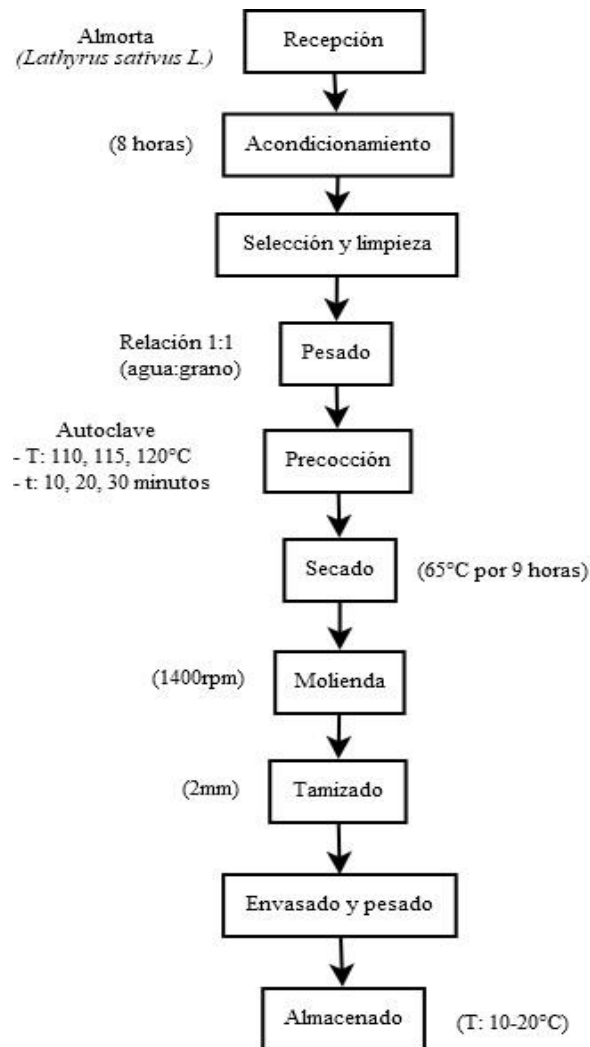 Almorta
(Lathyrus sativus L.)
Recepción
(8 horas)
Acondicionamiento
Selección y limpieza
Relación 1:1
(agua:grano)
Pesado
Autoclave
- T: 110, 115, 120°C
- t: 10, 20, 30 minutos
Precocción
Secado
(65°C por 9 horas)
(1400rpm)
Molienda
(2mm)
Tamizado
Envasado y pesado
Almacenado
(T: 10-20°C)